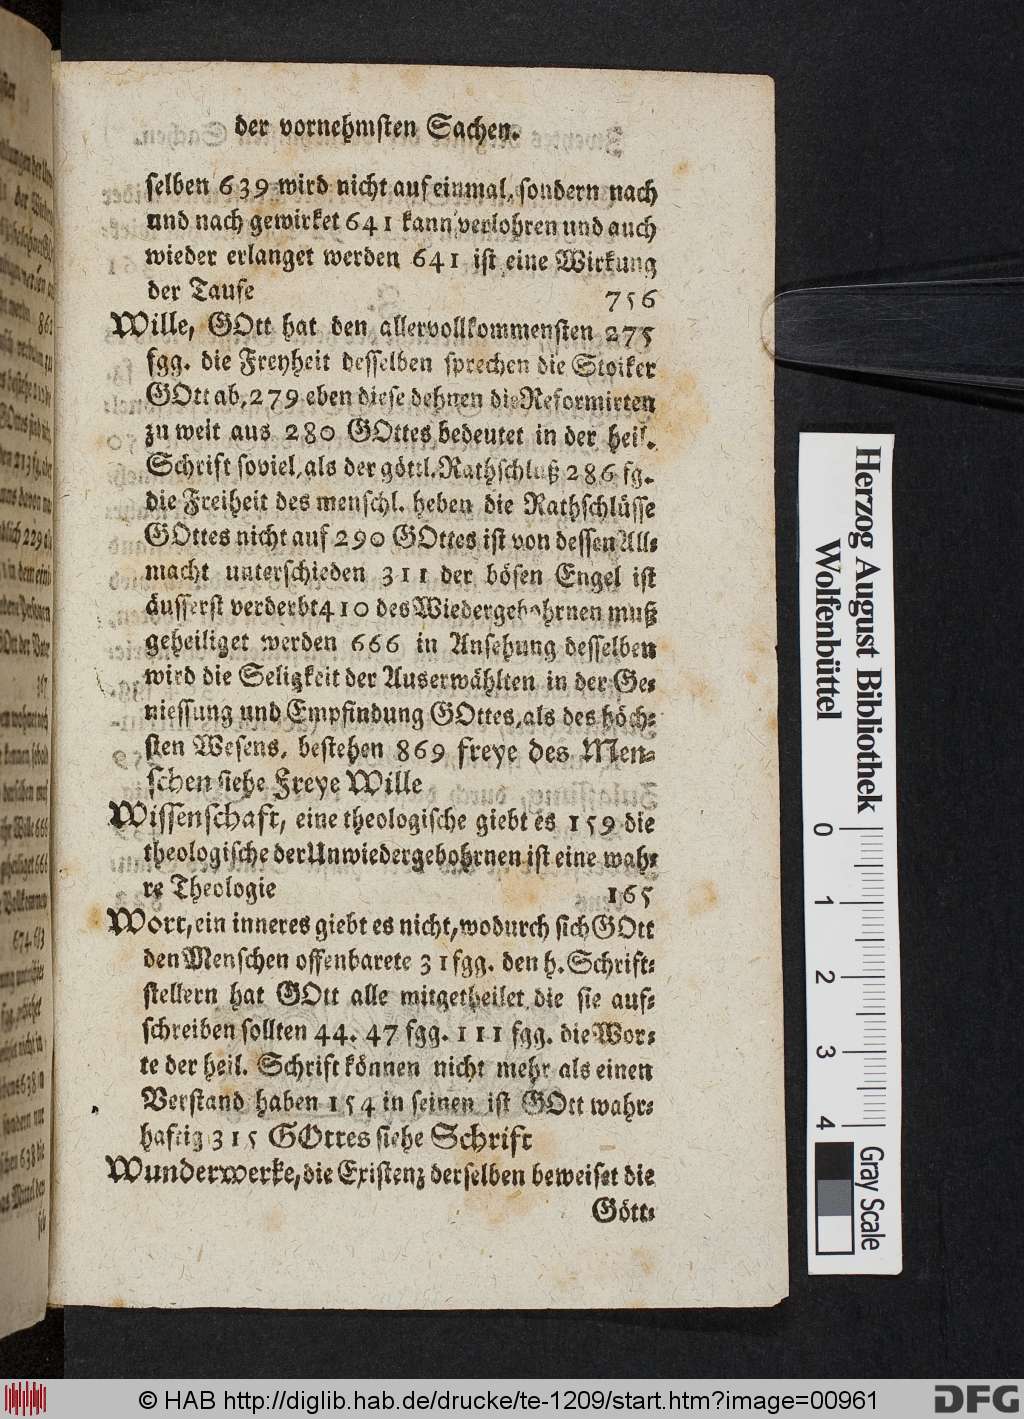 der vornehmsten Sachen.
selben 639 wird nicht auf einmal, sondern nach
und nach gewirket 641 kann verlohren und auch
wieder erlanget werden 641 ist eine Wirkung
der Taufe 756
Wille, GOtt hat den allervollkommensten 275
fgg. die Freyheit desselben sprechen die Stoiker
GOtt ab, 279 eben diese dehnen die Reformirten
zu weit aus 280 GOttes bedeutet in der heil.
Schrift soviel, als der göttl. Rathschluß 286 fg.
die Freiheit des menschl. heben die Rathschlüsse
GOttes nicht auf 290 GOttes ist von dessen All-
macht unterschieden 311 der bösen Engel ist
äusserst verderbt 410 des Wiedergebohrnen muß
geheiliget werden 666 in Ansehung desselben
wird die Seligkeit der Auserwählten in der Ge-
niessung und Empfindung GOttes, als des höch-
sten Wesens, bestehen 869 freye des Men-
schen siehe Freye Wille
Wissenschaft, eine theologische giebt es 159 die
theologische der Unwiedergebohrnen ist eine wah-
re Theologie 165
Wort, ein inneres giebt es nicht, wodurch sich GOtt
den Menschen offenbarete 31 fgg. den h. Schrift-
stellern hat GOtt alle mitgetheilet die sie auf-
schreiben sollten 44. 47 fgg. 111 fgg. die Wor-
te der heil. Schrift können nicht mehr als einen
Verstand haben 154 in seinen ist GOtt wahr-
haftig 315 GOttes siehe Schrift
Wunderwerke, die Existenz derselben beweiset die
Gött-
Herzog August Bibliothek
Wolfenbüttel
0 1 2 3 4
Gray Scale
© HAB http://diglib.hab.de/drucke/te-1209/start.htm?image=00961
DFG